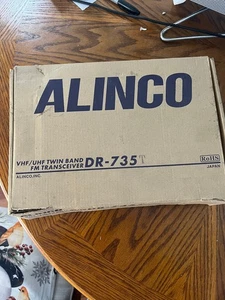 ALINCO
VHF/UHF TWIN BAND
FM TRANSCEIVER DR-735T
ALINCO,INC.
RoHS
JAPAN